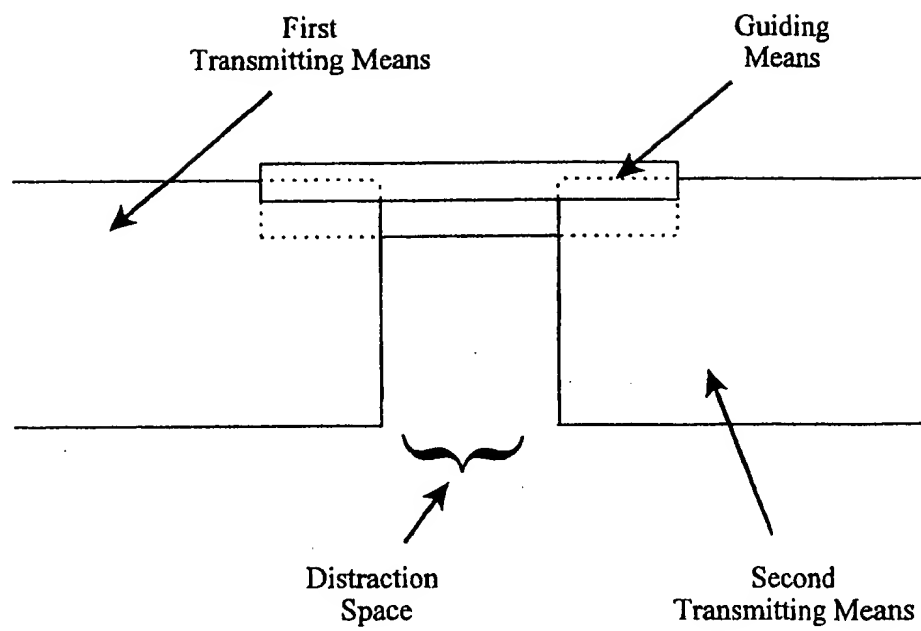 First
Transmitting Means
Guiding
Means
Distraction
Space
Second
Transmitting Means